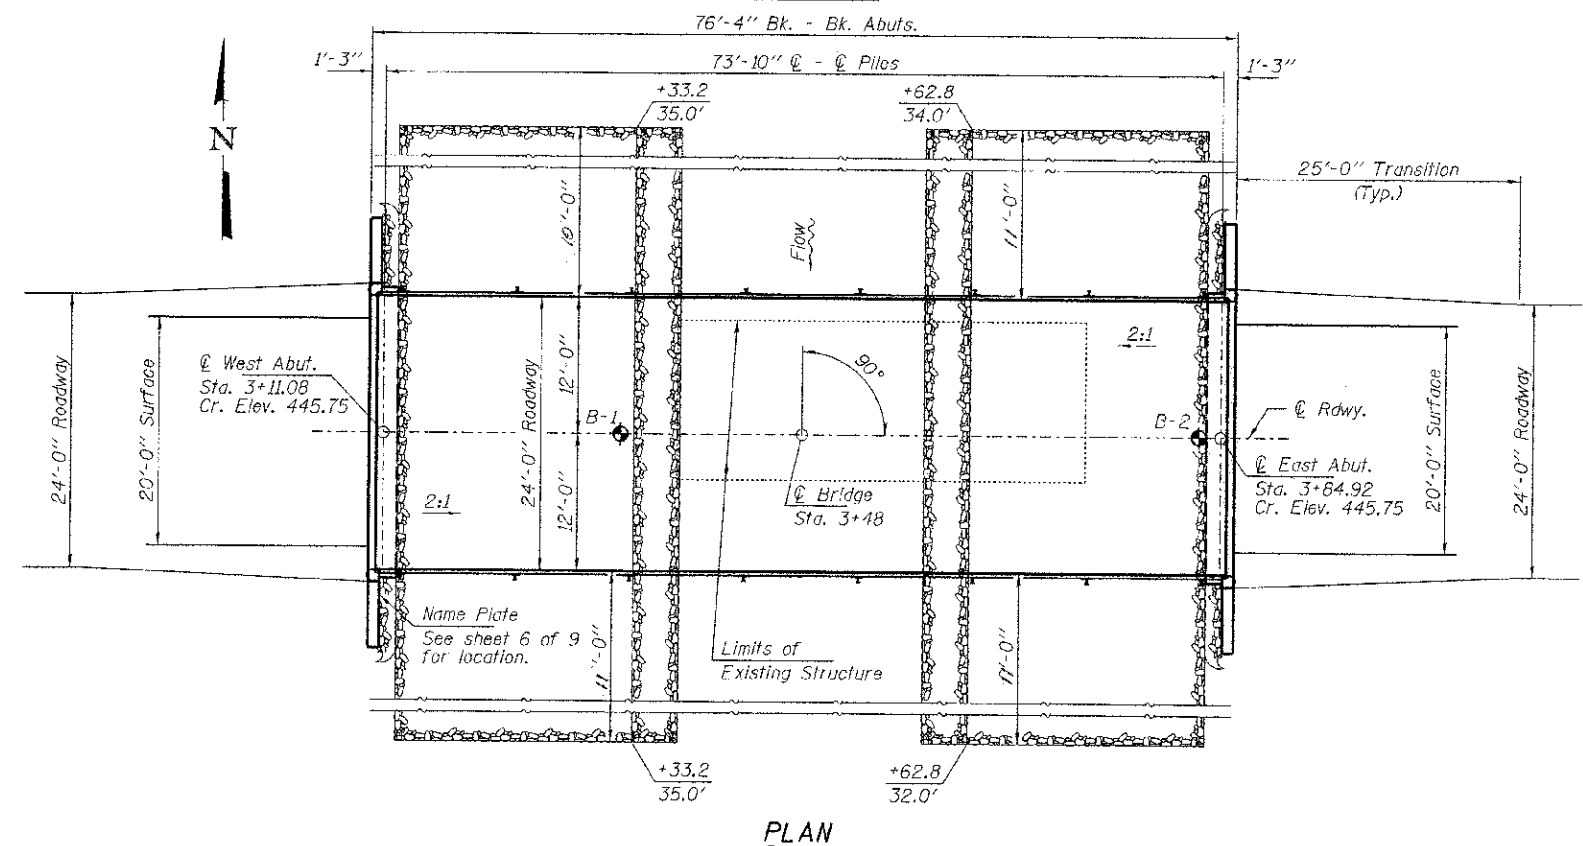 76'-4" Bk. - Bk. Abuts.
1'-3"
73'-10" ℄ - ℄ Piles
1'-3"
+33.2
35.0'
+62.8
34.0'
N
25'-0" Transition
(Typ.)
Flow
11'-0"
24'-0" Roadway
20'-0" Surface
℄ West Abut.
Sta. 3+11.08
Cr. Elev. 445.75
24'-0" Roadway
12'-0"
12'-0"
B-1
90°
2:1
B-2
℄ Rdwy.
℄ East Abut.
Sta. 3+84.92
Cr. Elev. 445.75
20'-0" Surface
24'-0" Roadway
2:1
℄ Bridge
Sta. 3+48
Name Plate
See sheet 6 of 9
for location.
Limits of
Existing Structure
11'-0"
11'-0"
+33.2
35.0'
+62.8
32.0'
PLAN